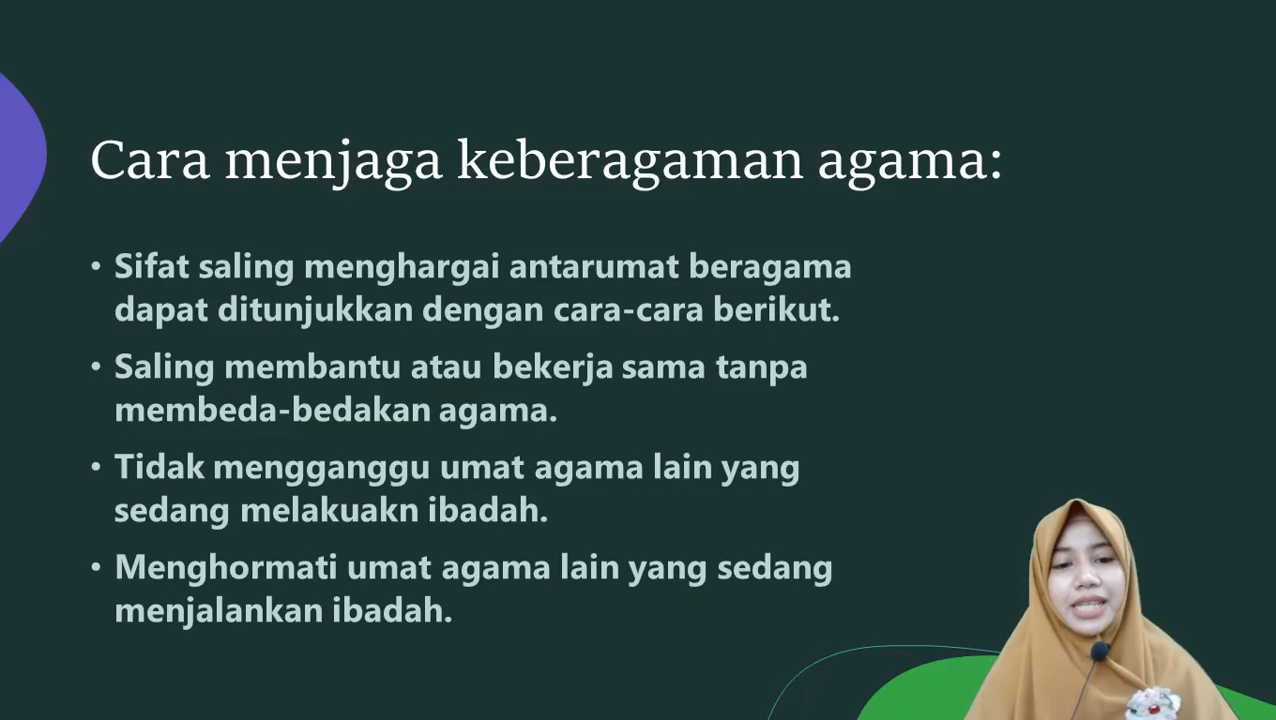 Cara menjaga keberagaman agama:
• Sifat saling menghargai antarumat beragama
dapat ditunjukkan dengan cara-cara berikut.
• Saling membantu atau bekerja sama tanpa
membeda-bedakan agama.
• Tidak mengganggu umat agama lain yang
sedang melakuakn ibadah.
• Menghormati umat agama lain yang sedang
menjalankan ibadah.